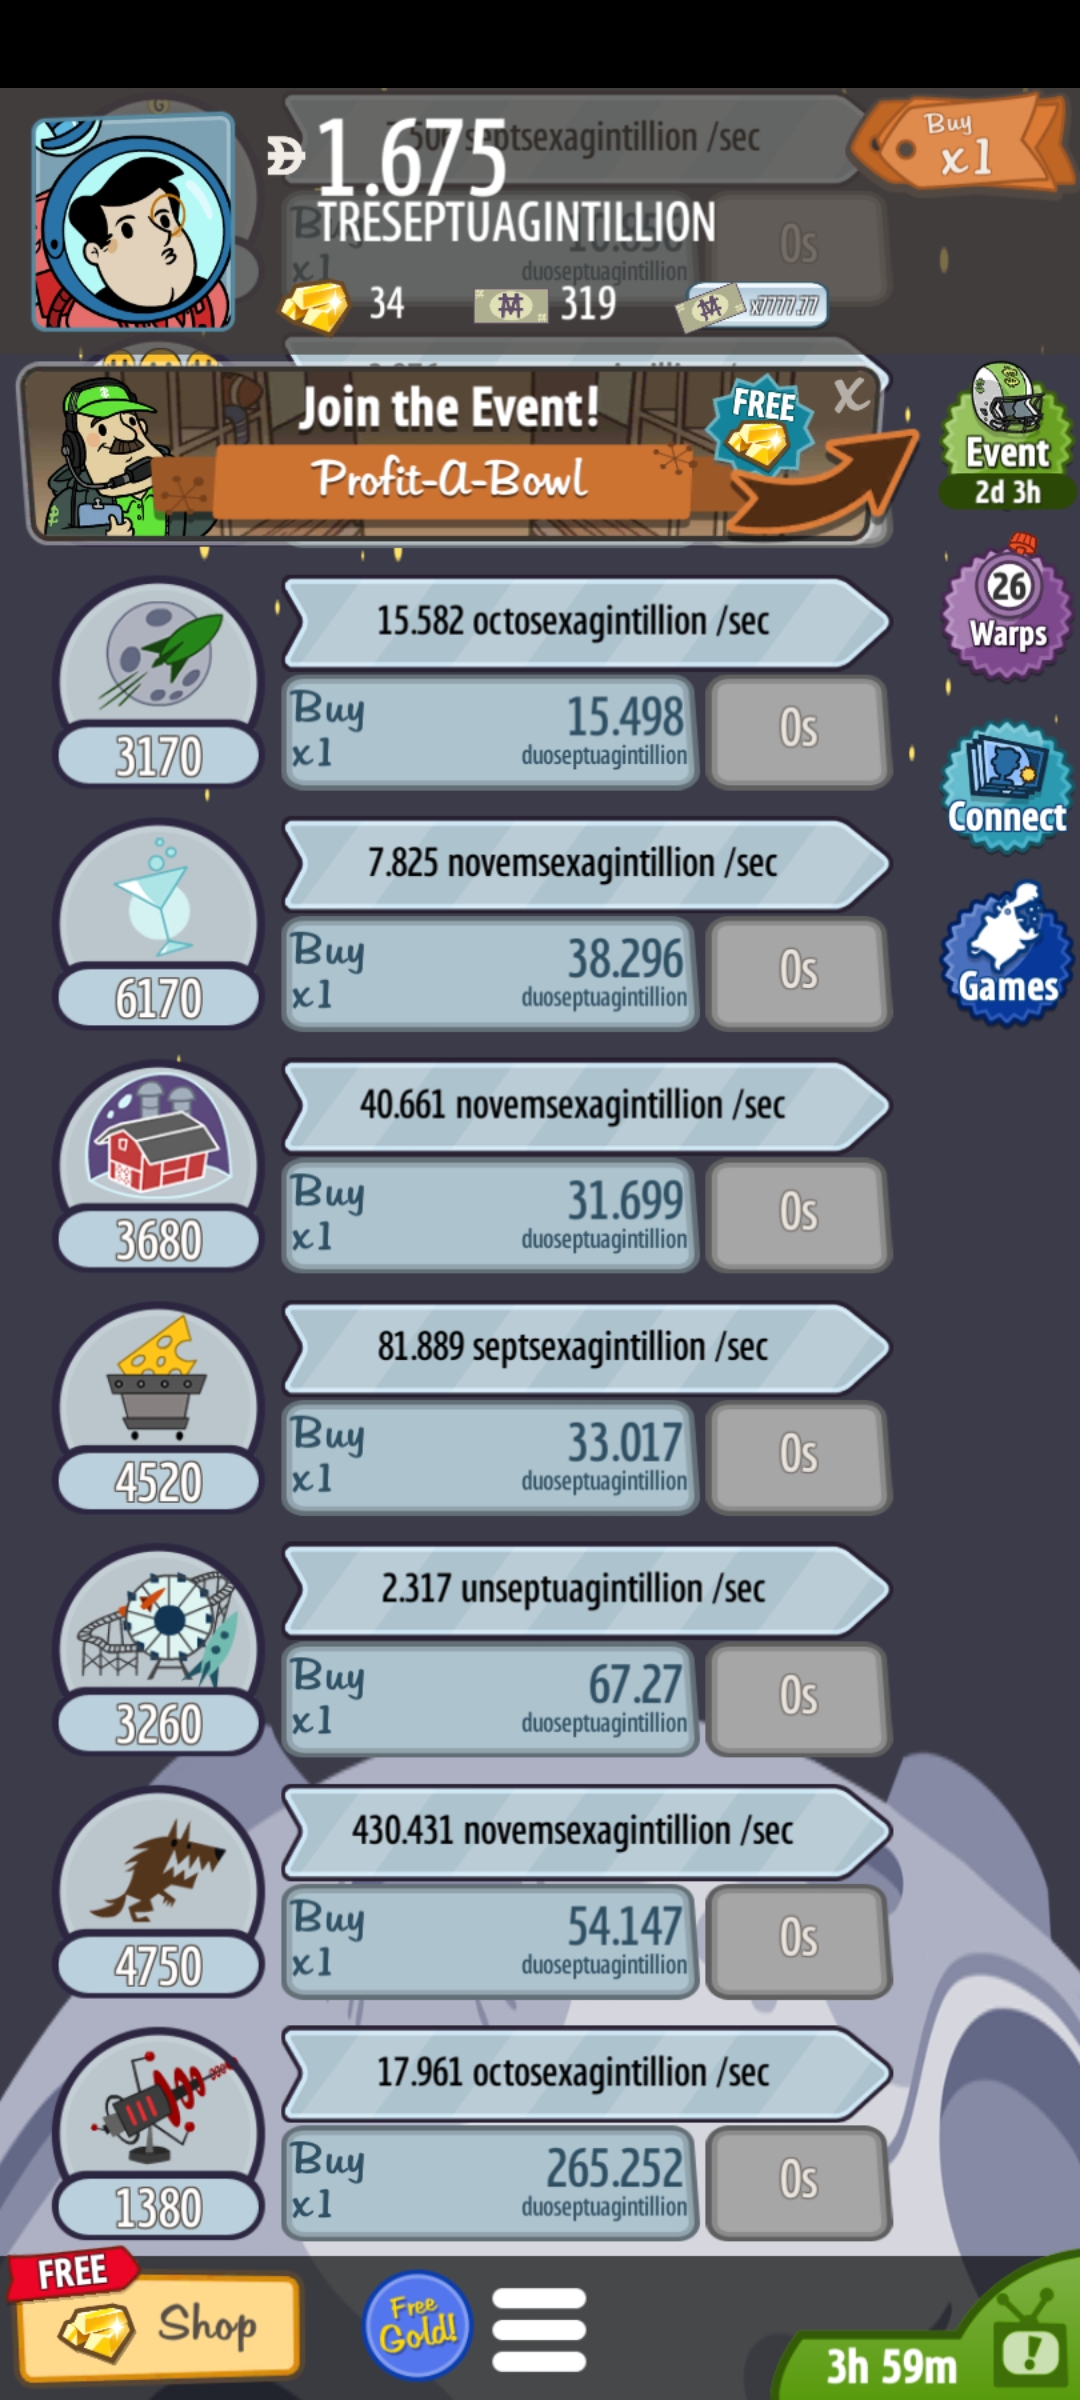 septsexagintillion /sec
1.675
TRESEPTUAGINTILLION
Buy
x1
duoseptuagintillion
0s
34
319
x7777.77
Join the Event!
Profit-A-Bowl
FREE
X
Event
2d 3h
15.582 octosexagintillion /sec
Buy
x1
15.498
duoseptuagintillion
0s
3170
26
Warps
7.825 novemsexagintillion /sec
Buy
x1
38.296
duoseptuagintillion
0s
6170
Connect
Games
40.661 novemsexagintillion /sec
Buy
x1
31.699
duoseptuagintillion
0s
3680
81.889 septsexagintillion /sec
Buy
x1
33.017
duoseptuagintillion
0s
4520
2.317 unseptuagintillion /sec
Buy
x1
67.27
duoseptuagintillion
0s
3260
430.431 novemsexagintillion /sec
Buy
x1
54.147
duoseptuagintillion
0s
4750
17.961 octosexagintillion /sec
Buy
x1
265.252
duoseptuagintillion
0s
1380
FREE
Shop
Free
Gold!
3h 59m